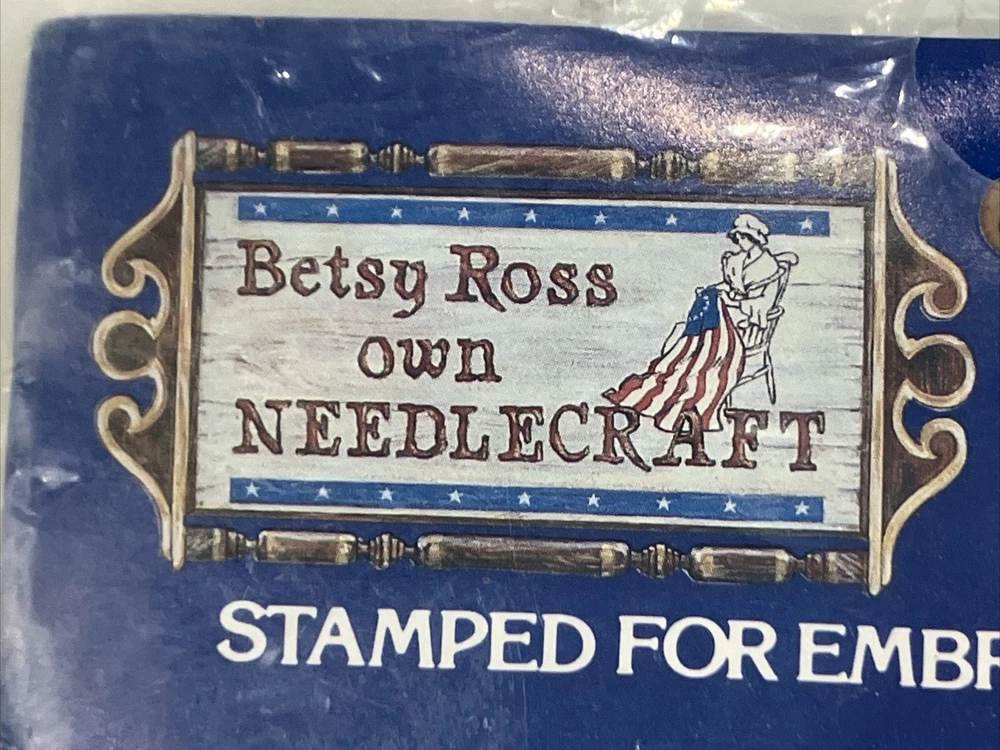 Betsy Ross
own
NEEDLECRAFT
STAMPED FOR EMBR